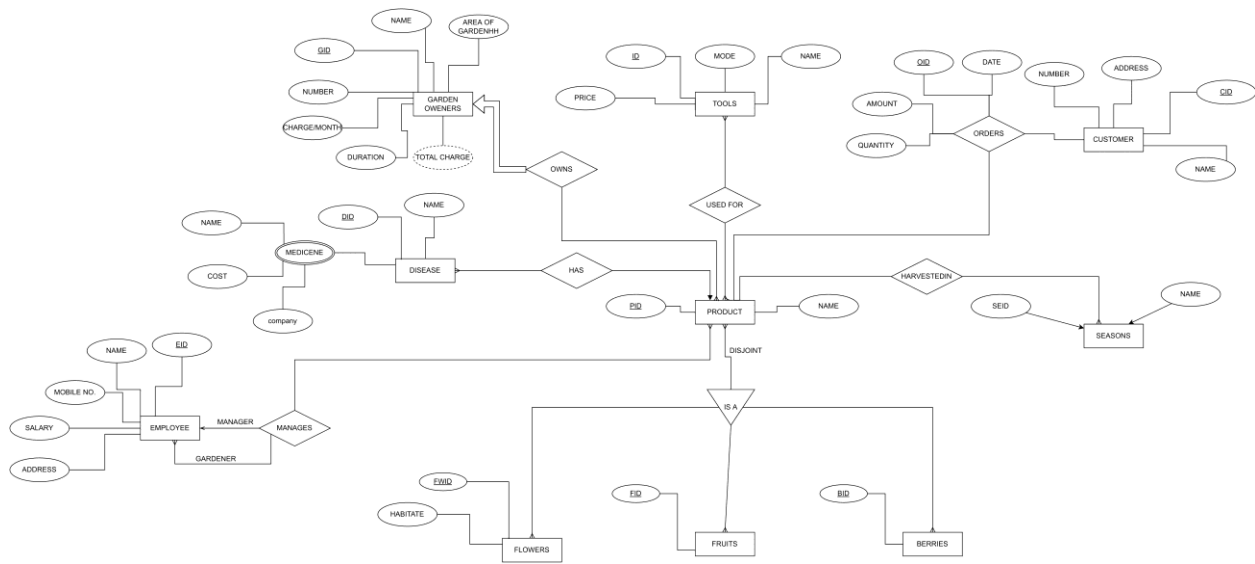 NAME
AREA OF
GARDENHH
GID
NUMBER
GARDEN
OWENERS
CHARGE/MONTH
DURATION
TOTAL CHARGE
ID
MODE
NAME
PRICE
TOOLS
OID
DATE
NUMBER
ADDRESS
CID
AMOUNT
QUANTITY
ORDERS
CUSTOMER
NAME
OWNS
USED FOR
NAME
DID
NAME
MEDICENE
COST
DISEASE
company
HAS
HARVESTEDIN
PID
PRODUCT
NAME
SEID
NAME
SEASONS
DISJOINT
NAME
EID
MOBILE NO.
SALARY
EMPLOYEE
MANAGER
MANAGES
GARDENER
ADDRESS
IS A
FWID
HABITATE
FLOWERS
FID
FRUITS
BID
BERRIES